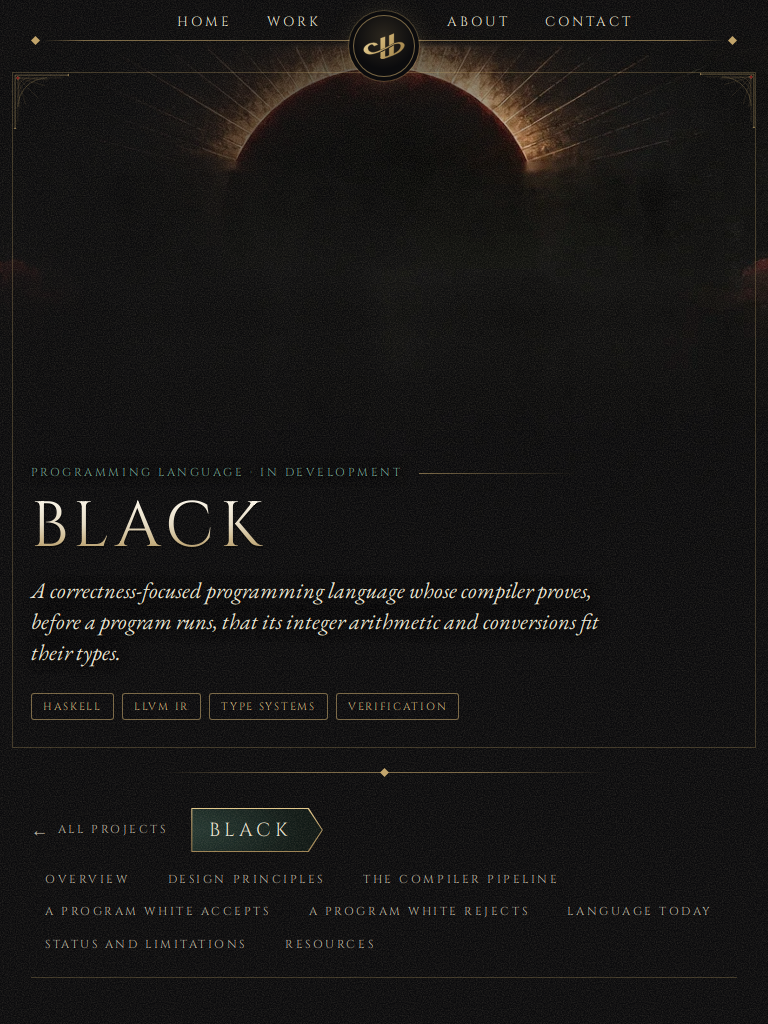 HOME WORK ABOUT CONTACT
PROGRAMMING LANGUAGE · IN DEVELOPMENT
BLACK
A correctness-focused programming language whose compiler proves,
before a program runs, that its integer arithmetic and conversions fit
their types.
HASKELL LLVM IR TYPE SYSTEMS VERIFICATION
← ALL PROJECTS BLACK
OVERVIEW DESIGN PRINCIPLES THE COMPILER PIPELINE
A PROGRAM WHITE ACCEPTS A PROGRAM WHITE REJECTS LANGUAGE TODAY
STATUS AND LIMITATIONS RESOURCES